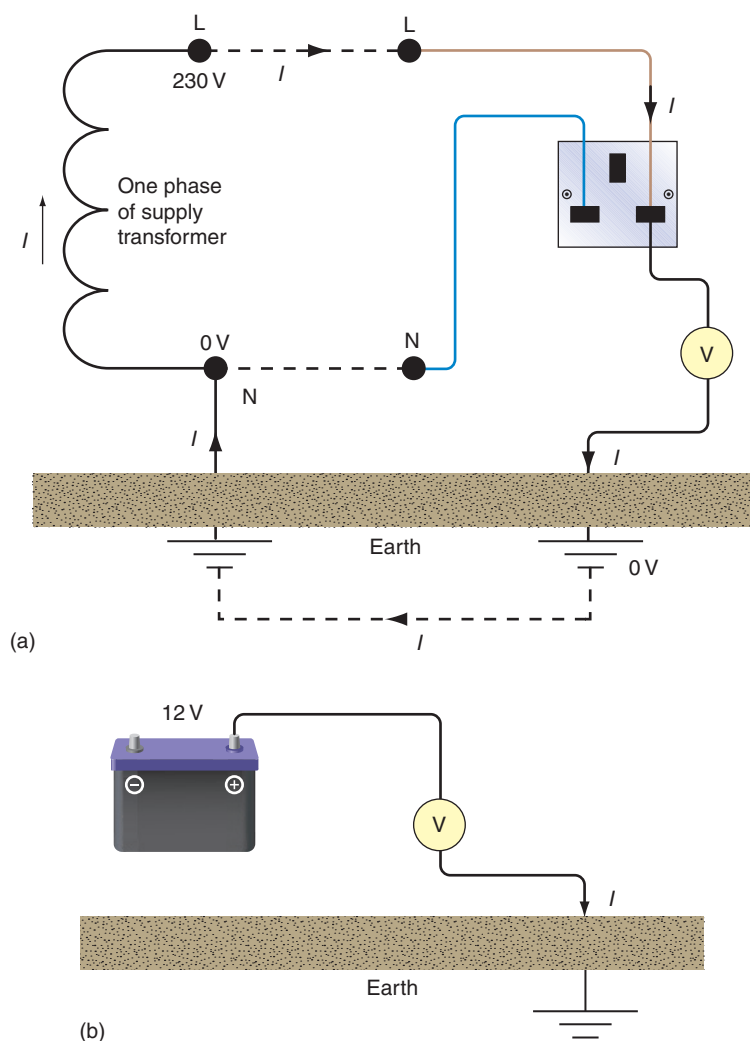 L
L
230 V
I
I
One phase
of supply
transformer
I
0 V
N
N
V
I
I
Earth
0 V
I
(a)
12 V
− +
V
I
Earth
(b)